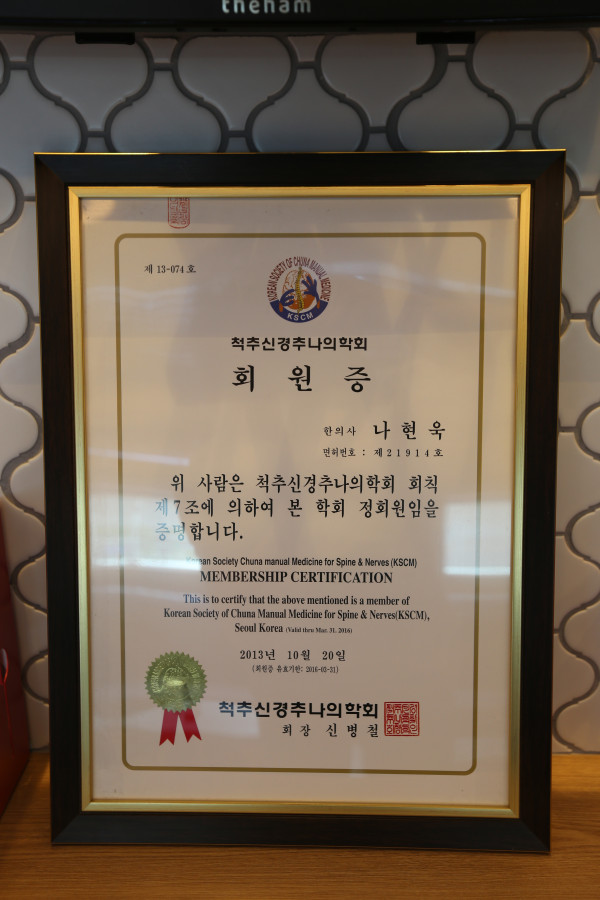 theham
제 13-074 호
KOREAN SOCIETY OF CHUNA MANUAL MEDICINE
KSCM
척추신경추나의학회
회 원 증
한의사 나 현 욱
면허번호 : 제 2 1 9 1 4 호
위 사람은 척추신경추나의학회 회칙
제7조에 의하여 본 학회 정회원임을
증명합니다.
Korean Society Chuna manual Medicine for Spine & Nerves (KSCM)
MEMBERSHIP CERTIFICATION
This is to certify that the above mentioned is a member of
Korean Society of Chuna Manual Medicine for Spine & Nerves(KSCM),
Seoul Korea (Valid thru Mar. 31. 2016)
2013년 10월 20일
(회원증 유효기한: 2016-03-31)
척추신경추나의학회
회 장 신 병 철